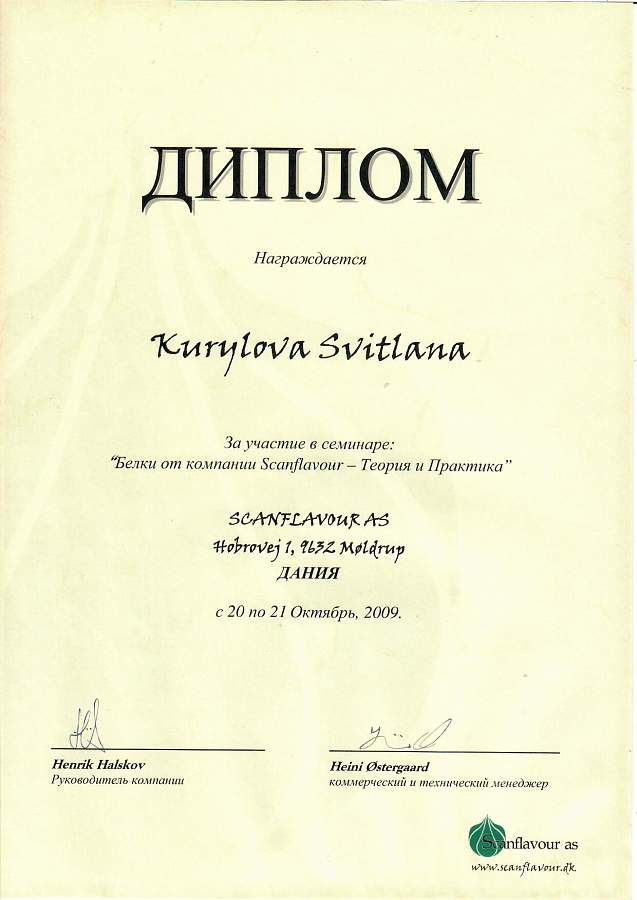 ДИПЛОМ
Награждается
Kurylova Svitlana
За участие в семинаре:
“Белки от компании Scanflavour – Теория и Практика”
SCANFLAVOUR AS
Hobrovej 1, 9632 Møldrup
ДАНИЯ
с 20 по 21 Октябрь, 2009.
Henrik Halskov
Руководитель компании
Heini Østergaard
коммерческий и технический менеджер
Scanflavour as
www.scanflavour.dk